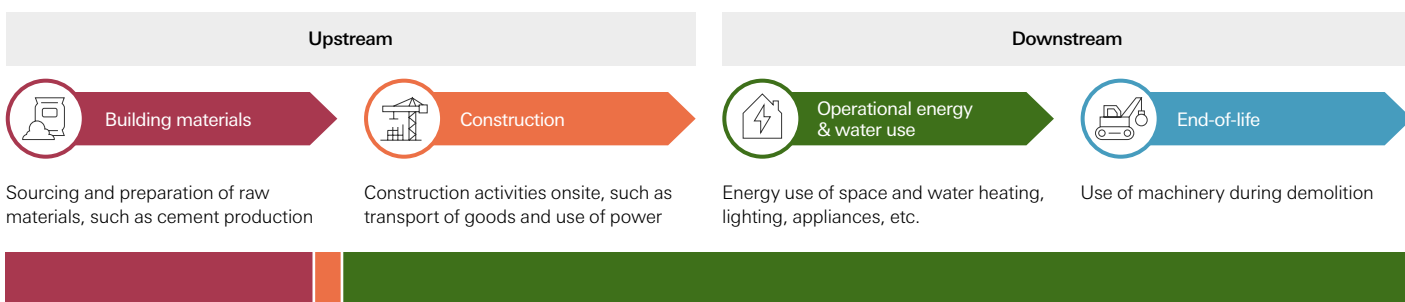 Upstream
Downstream
Building materials
Construction
Operational energy
& water use
End-of-life
Sourcing and preparation of raw
materials, such as cement production
Construction activities onsite, such as
transport of goods and use of power
Energy use of space and water heating,
lighting, appliances, etc.
Use of machinery during demolition